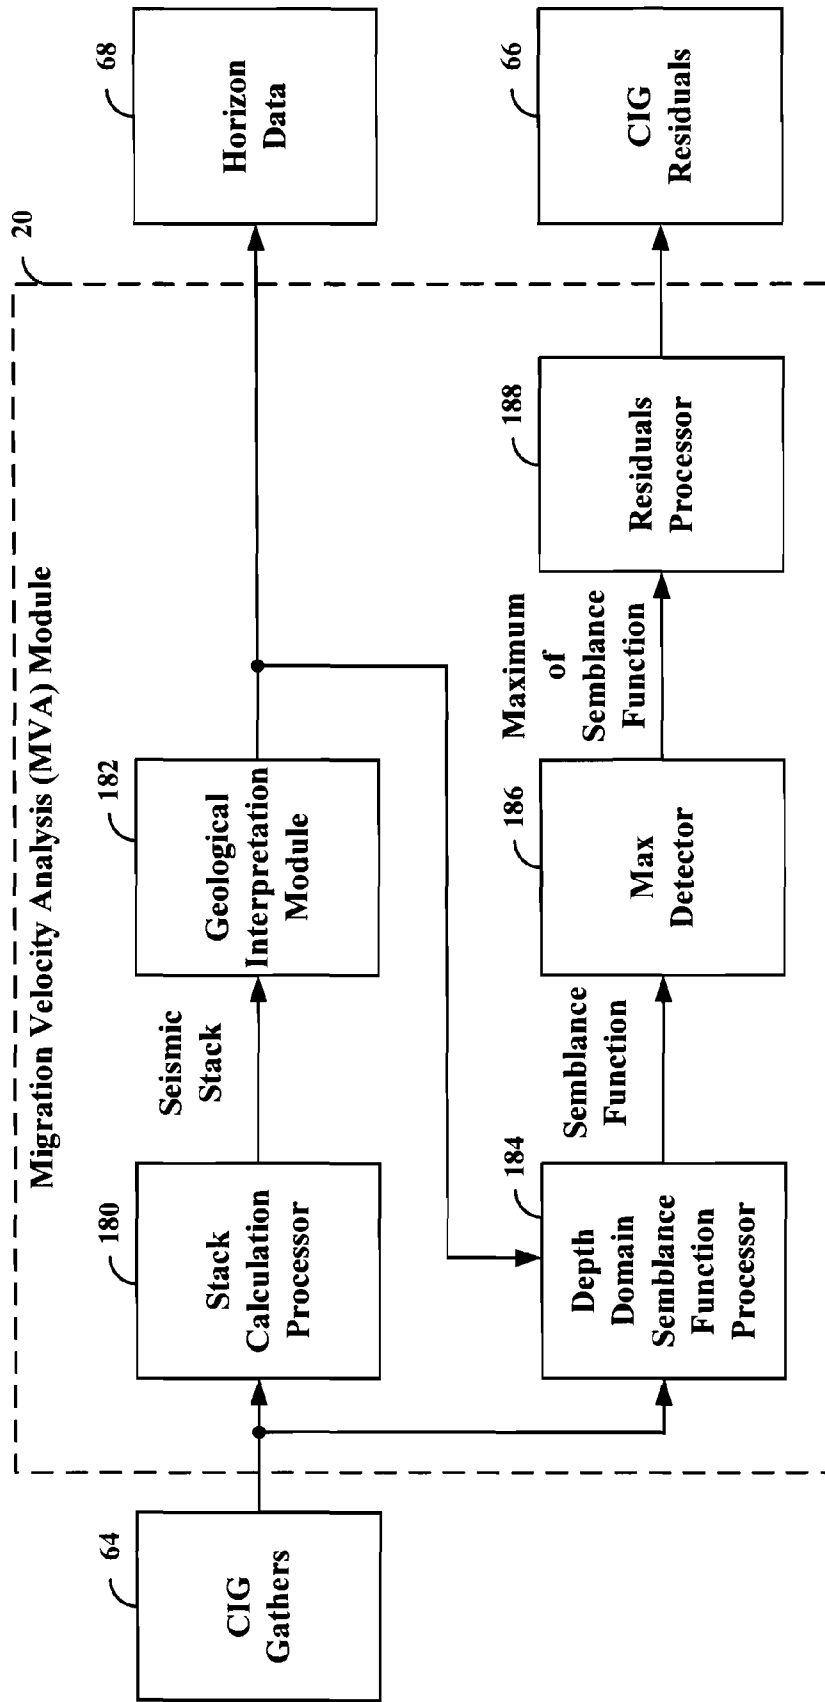 20
Migration Velocity Analysis (MVA) Module
64
CIG
Gathers
180
Stack
Calculation
Processor
Seismic
Stack
182
Geological
Interpretation
Module
68
Horizon
Data
184
Depth
Domain
Semblance
Function
Processor
Semblance
Function
186
Max
Detector
Maximum
of
Semblance
Function
188
Residuals
Processor
66
CIG
Residuals